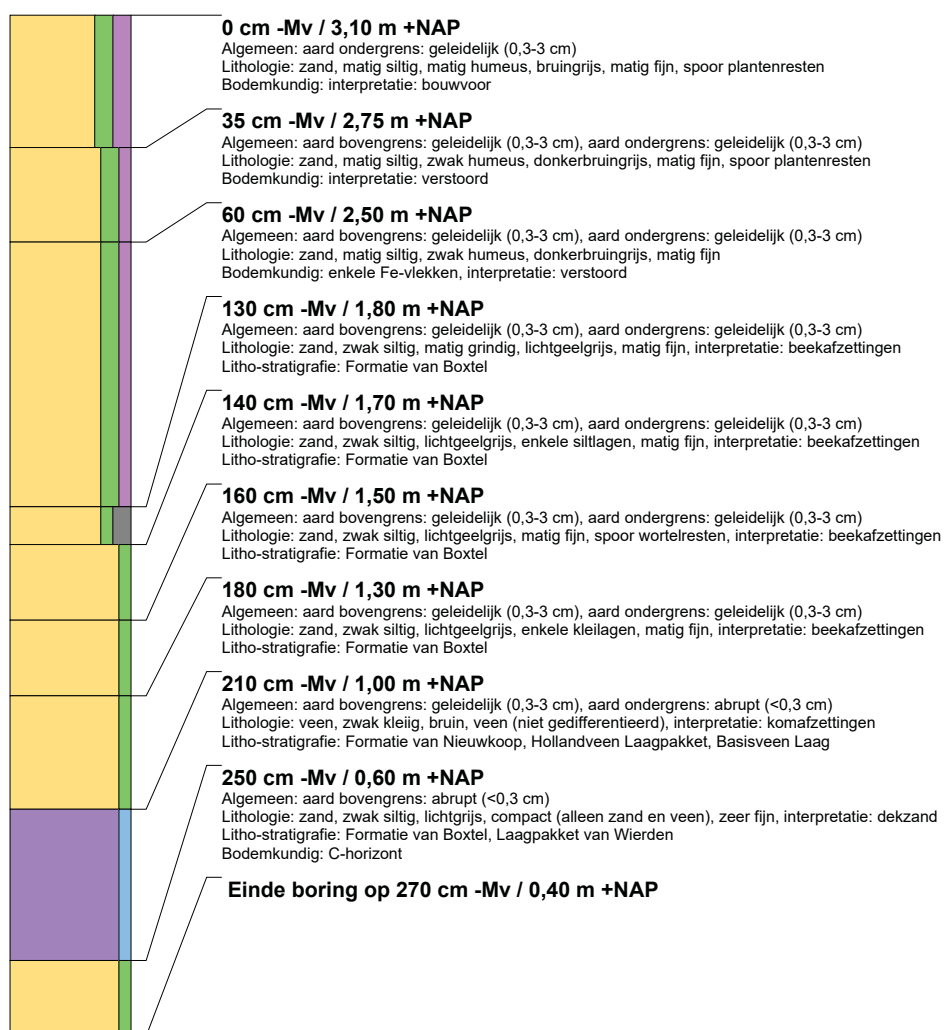 0 cm -Mv / 3,10 m +NAP
Algemeen: aard ondergrens: geleidelijk (0,3-3 cm)
Lithologie: zand, matig siltig, matig humeus, bruingrijs, matig fijn, spoor plantenresten
Bodemkundig: interpretatie: bouwvoor
35 cm -Mv / 2,75 m +NAP
Algemeen: aard bovengrens: geleidelijk (0,3-3 cm), aard ondergrens: geleidelijk (0,3-3 cm)
Lithologie: zand, matig siltig, zwak humeus, donkerbruingrijs, matig fijn, spoor plantenresten
Bodemkundig: interpretatie: verstoord
60 cm -Mv / 2,50 m +NAP
Algemeen: aard bovengrens: geleidelijk (0,3-3 cm), aard ondergrens: geleidelijk (0,3-3 cm)
Lithologie: zand, matig siltig, zwak humeus, donkerbruingrijs, matig fijn
Bodemkundig: enkele Fe-vlekken, interpretatie: verstoord
130 cm -Mv / 1,80 m +NAP
Algemeen: aard bovengrens: geleidelijk (0,3-3 cm), aard ondergrens: geleidelijk (0,3-3 cm)
Lithologie: zand, zwak siltig, matig grindig, lichtgeelgrijs, matig fijn, interpretatie: beekafzettingen
Litho-stratigrafie: Formatie van Boxtel
140 cm -Mv / 1,70 m +NAP
Algemeen: aard bovengrens: geleidelijk (0,3-3 cm), aard ondergrens: geleidelijk (0,3-3 cm)
Lithologie: zand, zwak siltig, lichtgeelgrijs, enkele siltlagen, matig fijn, interpretatie: beekafzettingen
Litho-stratigrafie: Formatie van Boxtel
160 cm -Mv / 1,50 m +NAP
Algemeen: aard bovengrens: geleidelijk (0,3-3 cm), aard ondergrens: geleidelijk (0,3-3 cm)
Lithologie: zand, zwak siltig, lichtgeelgrijs, matig fijn, spoor wortelresten, interpretatie: beekafzettingen
Litho-stratigrafie: Formatie van Boxtel
180 cm -Mv / 1,30 m +NAP
Algemeen: aard bovengrens: geleidelijk (0,3-3 cm), aard ondergrens: geleidelijk (0,3-3 cm)
Lithologie: zand, zwak siltig, lichtgeelgrijs, enkele kleilagen, matig fijn, interpretatie: beekafzettingen
Litho-stratigrafie: Formatie van Boxtel
210 cm -Mv / 1,00 m +NAP
Algemeen: aard bovengrens: geleidelijk (0,3-3 cm), aard ondergrens: abrupt (<0,3 cm)
Lithologie: veen, zwak kleiig, bruin, veen (niet gedifferentieerd), interpretatie: komafzettingen
Litho-stratigrafie: Formatie van Nieuwkoop, Hollandveen Laagpakket, Basisveen Laag
250 cm -Mv / 0,60 m +NAP
Algemeen: aard bovengrens: abrupt (<0,3 cm)
Lithologie: zand, zwak siltig, lichtgrijs, compact (alleen zand en veen), zeer fijn, interpretatie: dekzand
Litho-stratigrafie: Formatie van Boxtel, Laagpakket van Wierden
Bodemkundig: C-horizont
Einde boring op 270 cm -Mv / 0,40 m +NAP